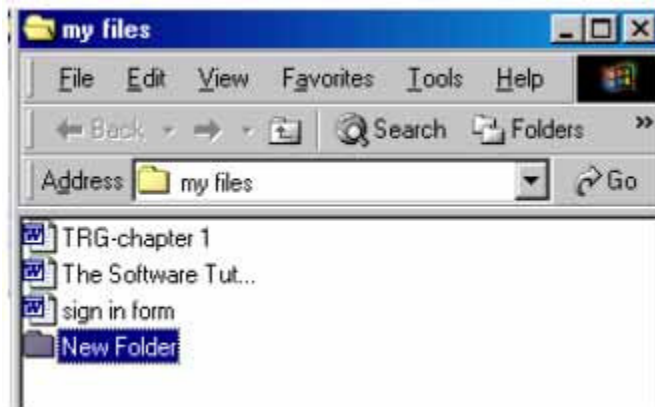 my files
File Edit View Favorites Tools Help
Back Search Folders »
Address my files Go
TRG-chapter 1
The Software Tut...
sign in form
New Folder